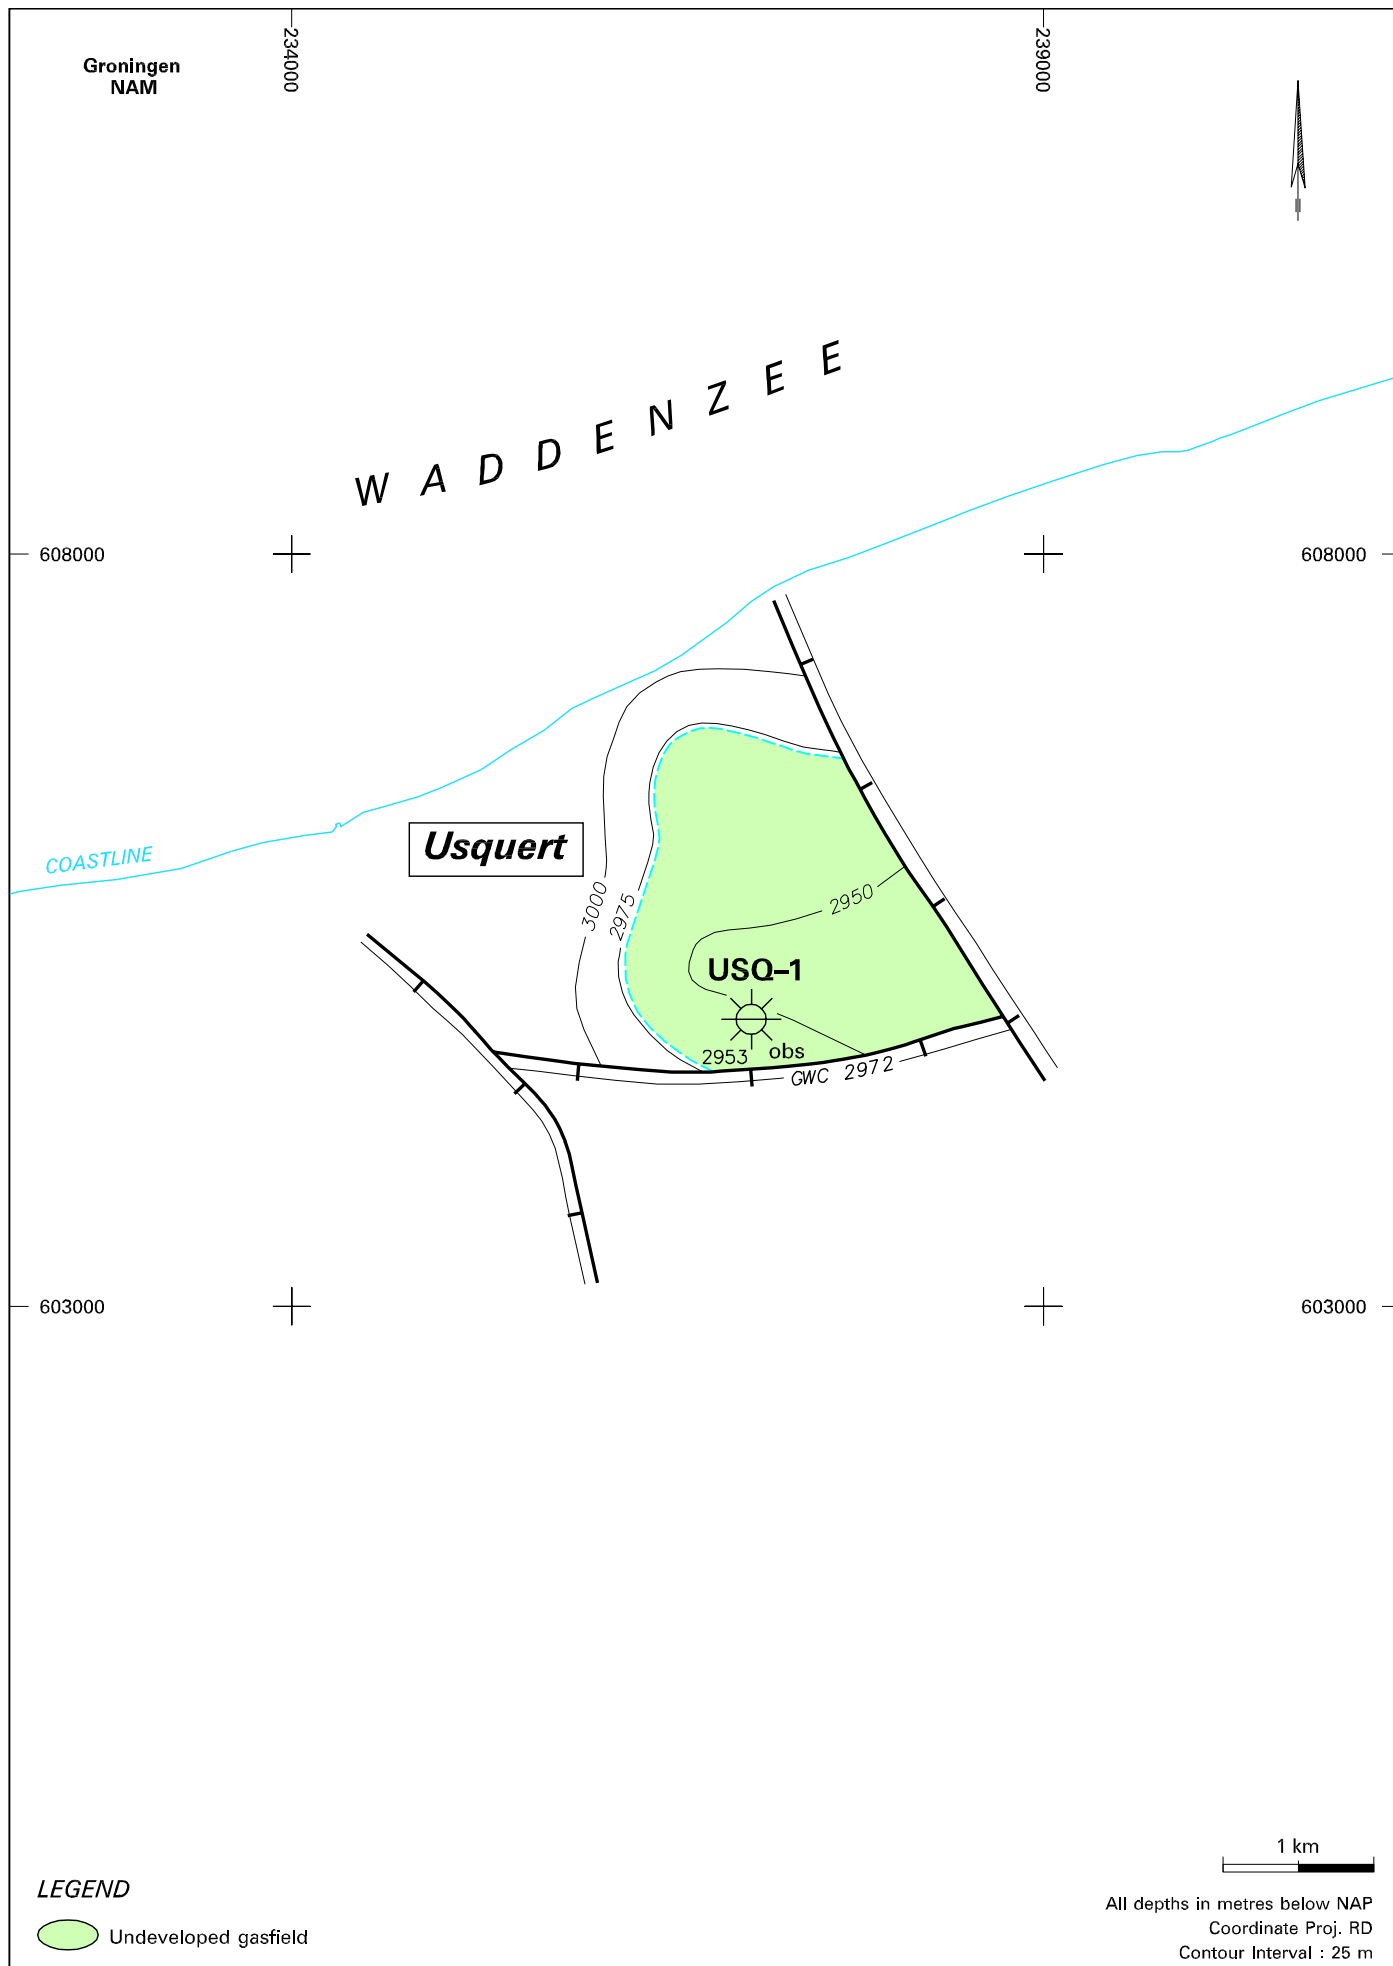 Groningen
NAM
234000
239000
WADDENZEE
608000
608000
Usquert
COASTLINE
3000
2975
2950
USQ–1
2953
obs
GWC 2972
603000
603000
1 km
LEGEND
Undeveloped gasfield
All depths in metres below NAP
Coordinate Proj. RD
Contour Interval : 25 m